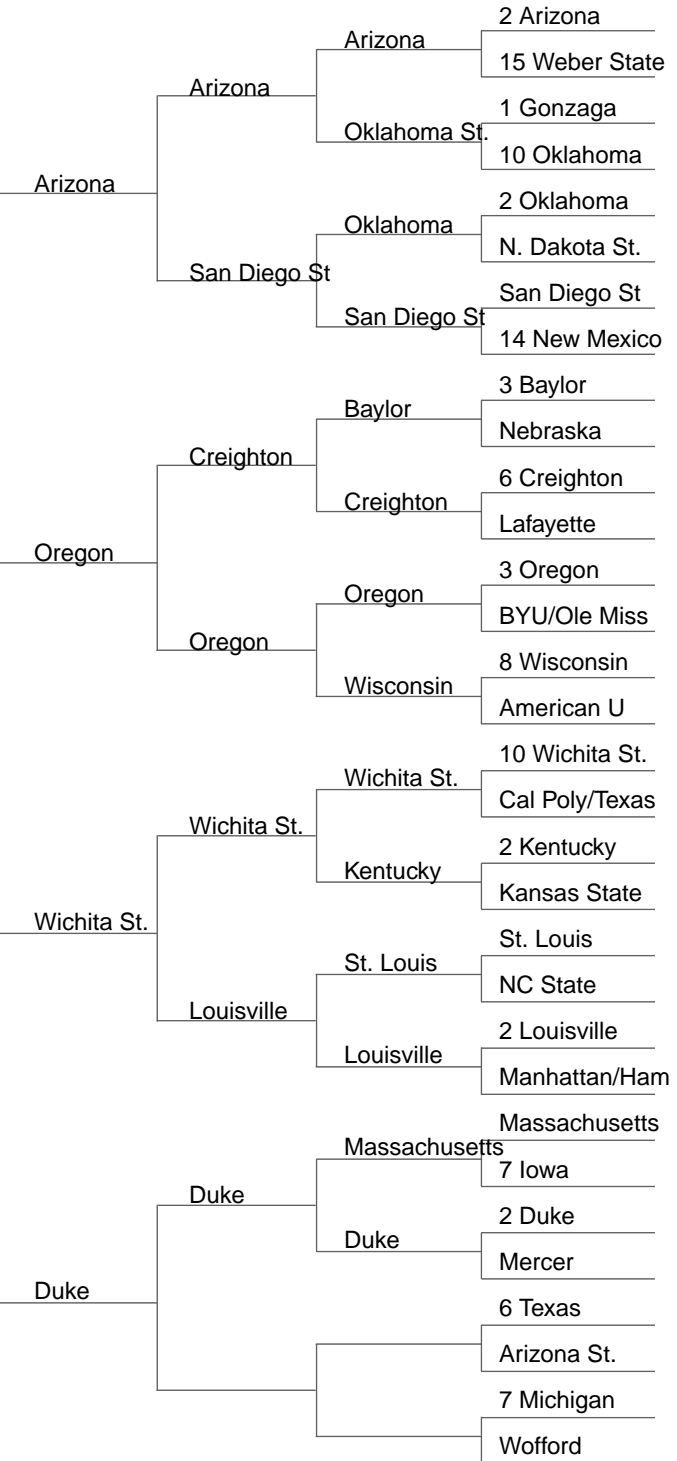 2 Arizona
Arizona
15 Weber State
Arizona
1 Gonzaga
Oklahoma St.
10 Oklahoma
Arizona
2 Oklahoma
Oklahoma
N. Dakota St.
San Diego St
San Diego St
San Diego St
14 New Mexico
3 Baylor
Baylor
Nebraska
Creighton
6 Creighton
Creighton
Lafayette
Oregon
3 Oregon
Oregon
BYU/Ole Miss
Oregon
8 Wisconsin
Wisconsin
American U
10 Wichita St.
Wichita St.
Cal Poly/Texas
Wichita St.
2 Kentucky
Kentucky
Kansas State
Wichita St.
St. Louis
St. Louis
NC State
Louisville
2 Louisville
Louisville
Manhattan/Ham
Massachusetts
Massachusetts
7 Iowa
Duke
2 Duke
Duke
Mercer
Duke
6 Texas
Arizona St.
7 Michigan
Wofford